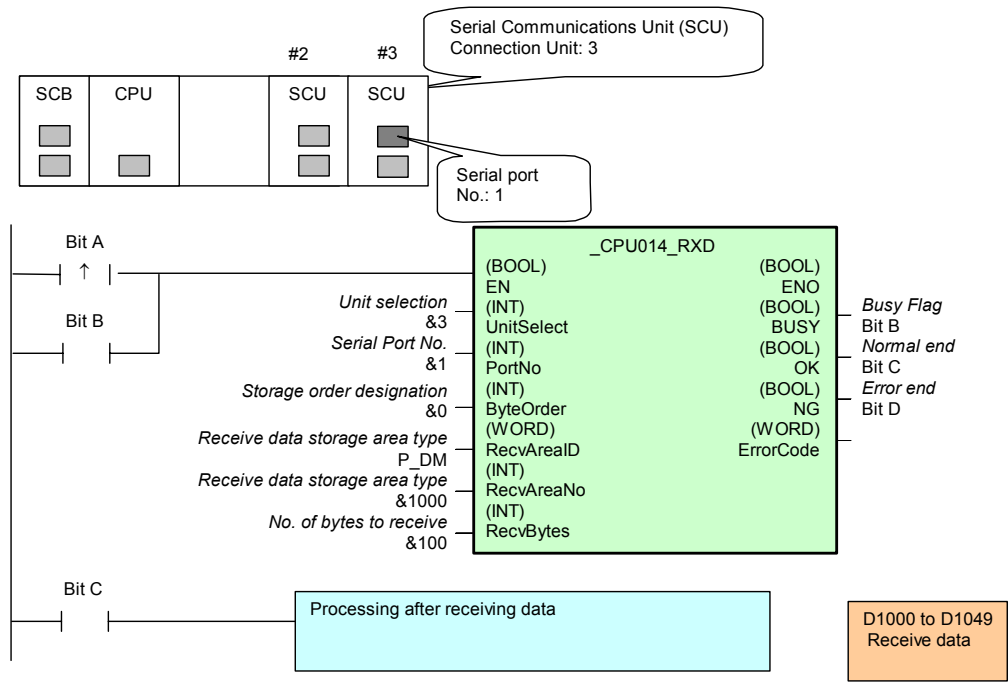 Serial Communications Unit (SCU)
Connection Unit: 3
#2
#3
SCB
CPU
SCU
SCU
Serial port
No.: 1
Bit A
↑
Bit B
_CPU014_RXD
(BOOL)
EN
(INT)
UnitSelect
(INT)
PortNo
(INT)
ByteOrder
(WORD)
RecvAreaID
(INT)
RecvAreaNo
(INT)
RecvBytes
(BOOL)
ENO
(BOOL)
BUSY
(BOOL)
OK
(BOOL)
NG
(WORD)
ErrorCode
Unit selection
&3
Serial Port No.
&1
Storage order designation
&0
Receive data storage area type
P_DM
Receive data storage area type
&1000
No. of bytes to receive
&100
Busy Flag
Bit B
Normal end
Bit C
Error end
Bit D
Bit C
Processing after receiving data
D1000 to D1049
Receive data